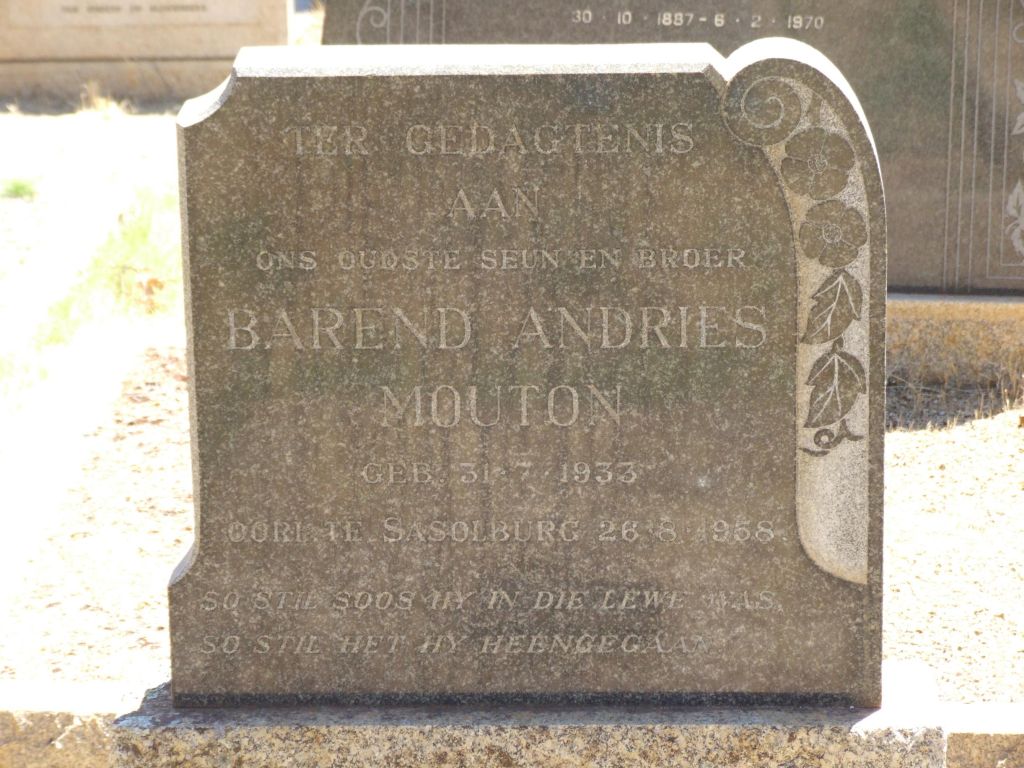 30 · 10 · 1887 - 6 · 2 · 1970
TER GEDAGTENIS
AAN
ONS OUDSTE SEUN EN BROER
BAREND ANDRIES
MOUTON
GEB. 31·7·1933
OORL. TE SASOLBURG 26·8·1958
SO STIL SOOS HY IN DIE LEWE WAS,
SO STIL HET HY HEENGEGAAN